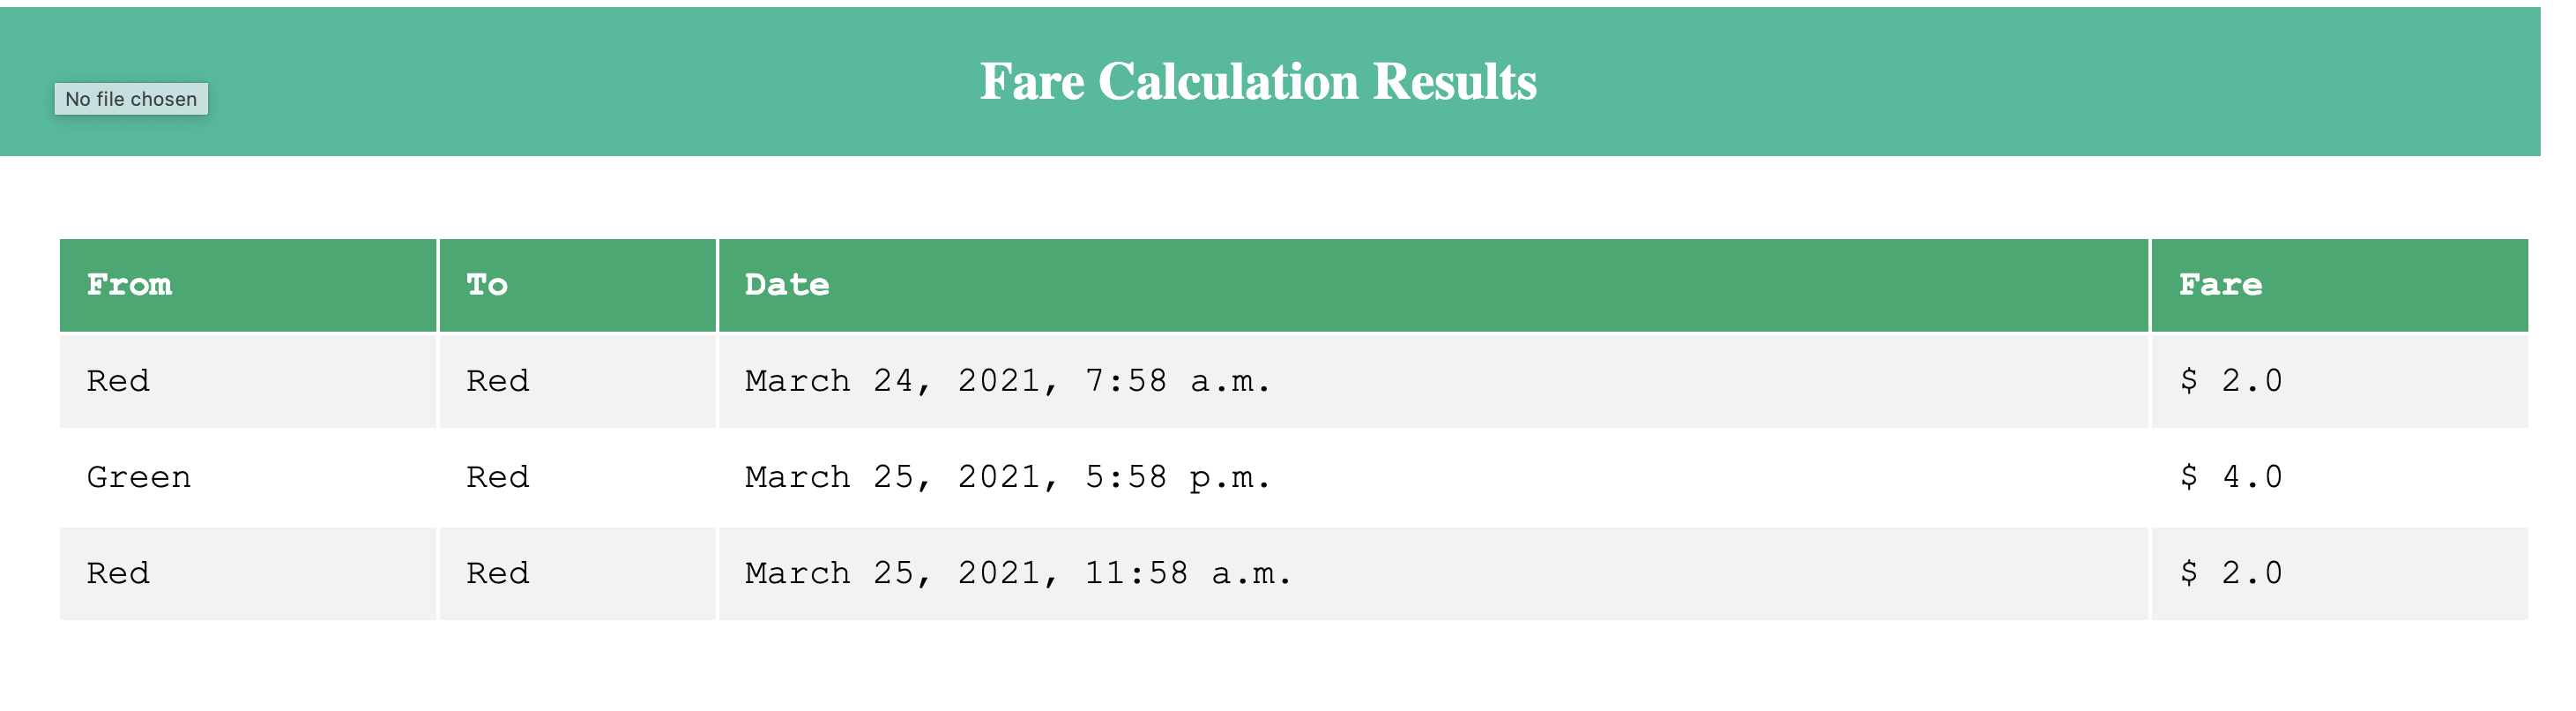 Fare Calculation Results
No file chosen
From To Date Fare
Red Red March 24, 2021, 7:58 a.m. $ 2.0
Green Red March 25, 2021, 5:58 p.m. $ 4.0
Red Red March 25, 2021, 11:58 a.m. $ 2.0